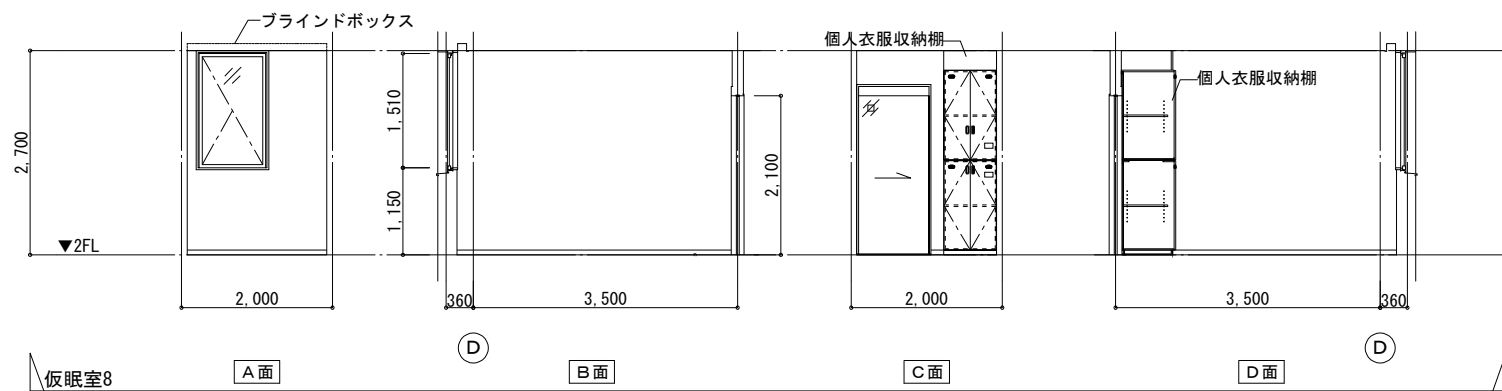 ブラインドボックス
個人衣服収納棚
個人衣服収納棚
2,700
1,510
1,150
2,100
▼2FL
2,000
360
3,500
2,000
3,500
360
D
D
仮眠室8
A面
B面
C面
D面